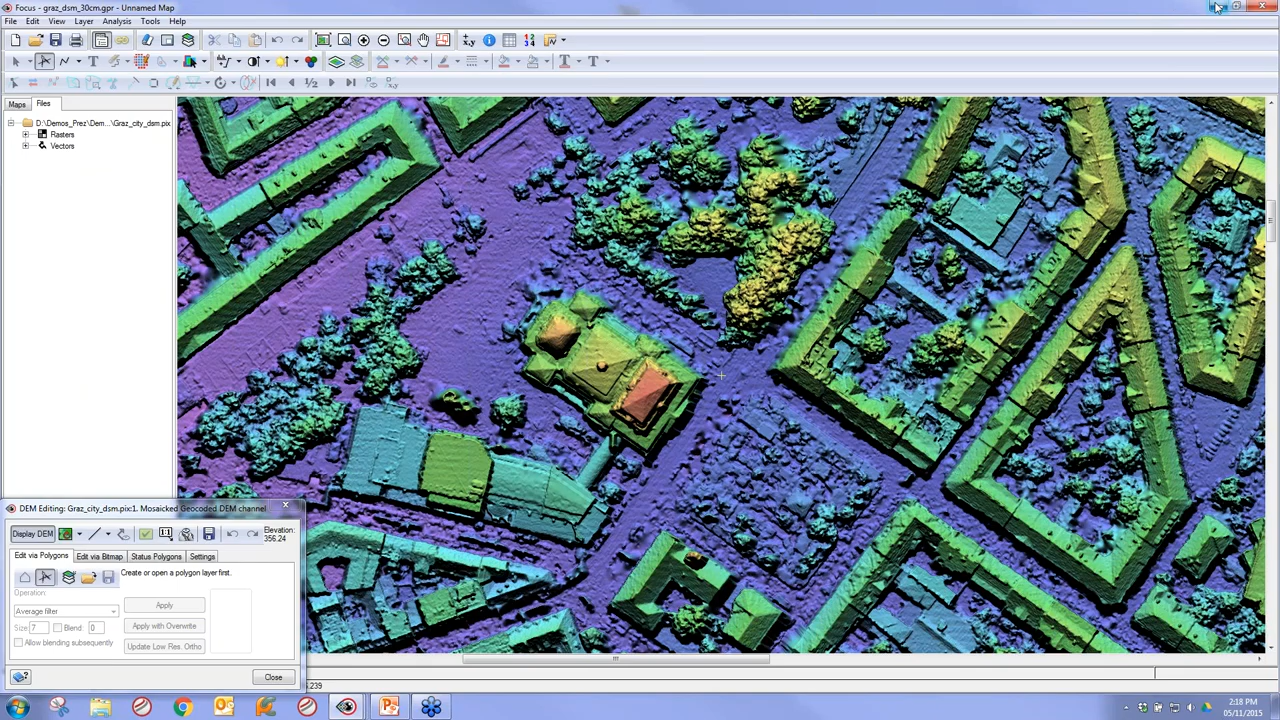 Focus - graz_dsm_30cm.gpr - Unnamed Map
File Edit View Layer Analysis Tools Help
Maps Files
D:\Demos_Prez\Dem...\Graz_city_dsm.pix
Rasters
Vectors
DEM Editing: Graz_city_dsm.pix:1. Mosaicked Geocoded DEM channel
Display DEM
1:1
Elevation:
356.24
Edit via Polygons Edit via Bitmap Status Polygons Settings
Create or open a polygon layer first.
Operation:
Average filter
Apply
Size: 7 Blend: 0
Apply with Overwrite
Allow blending subsequently
Update Low Res. Ortho
Close
2:18 PM
05/11/2015